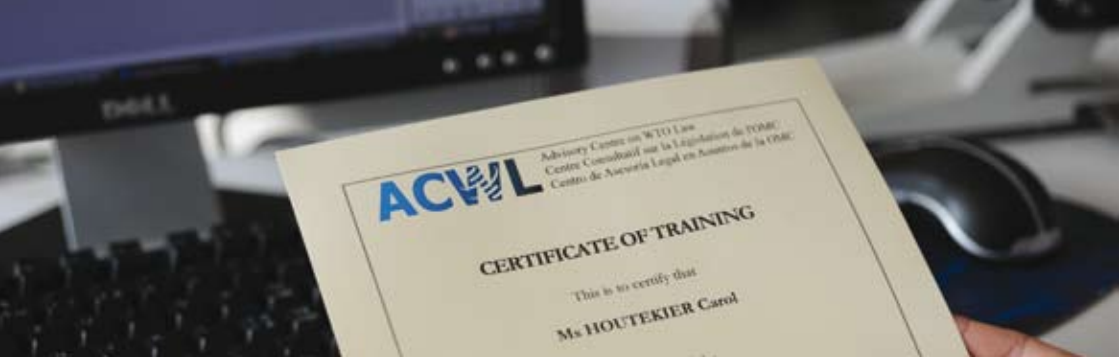 DELL
ACWL
Advisory Centre on WTO Law
Centre Consultatif sur la Législation de l'OMC
Centro de Asesoría Legal en Asuntos de la OMC
CERTIFICATE OF TRAINING
This is to certify that
Ms HOUTEKIER Carol